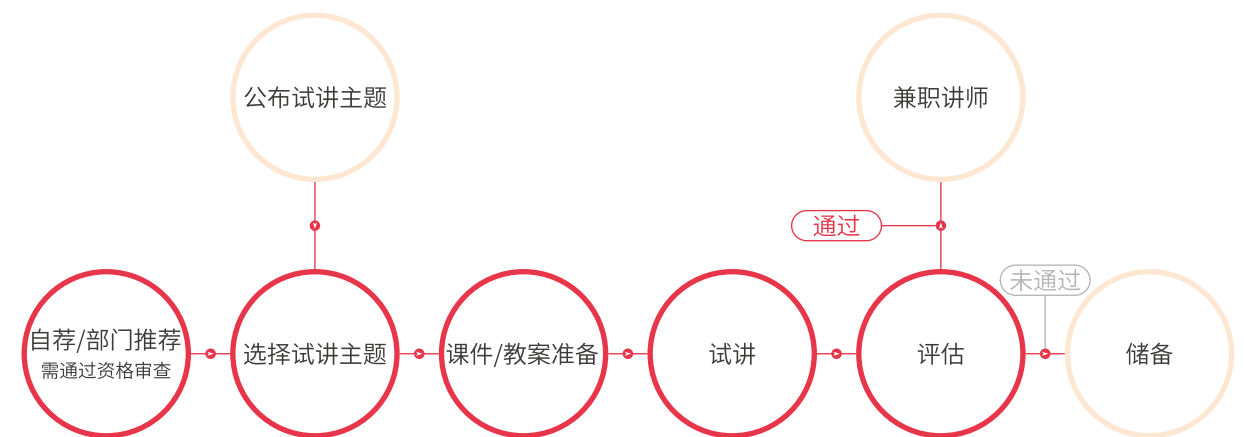 公布试讲主题
兼职讲师
通过
未通过
自荐/部门推荐
需通过资格审查
选择试讲主题
课件/教案准备
试讲
评估
储备